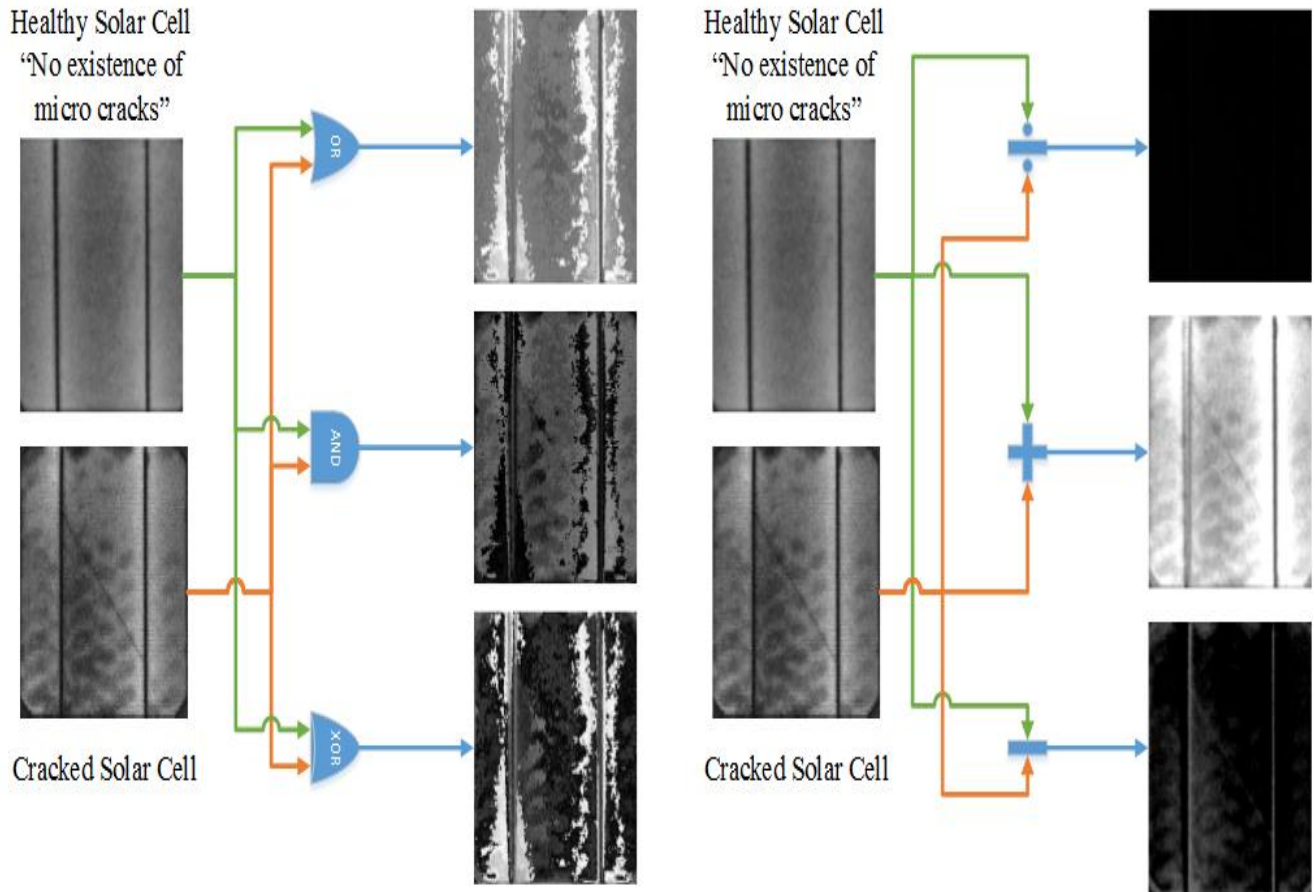 Healthy Solar Cell
“No existence of
micro cracks”
OR
AND
XOR
Cracked Solar Cell
Healthy Solar Cell
“No existence of
micro cracks”
Cracked Solar Cell